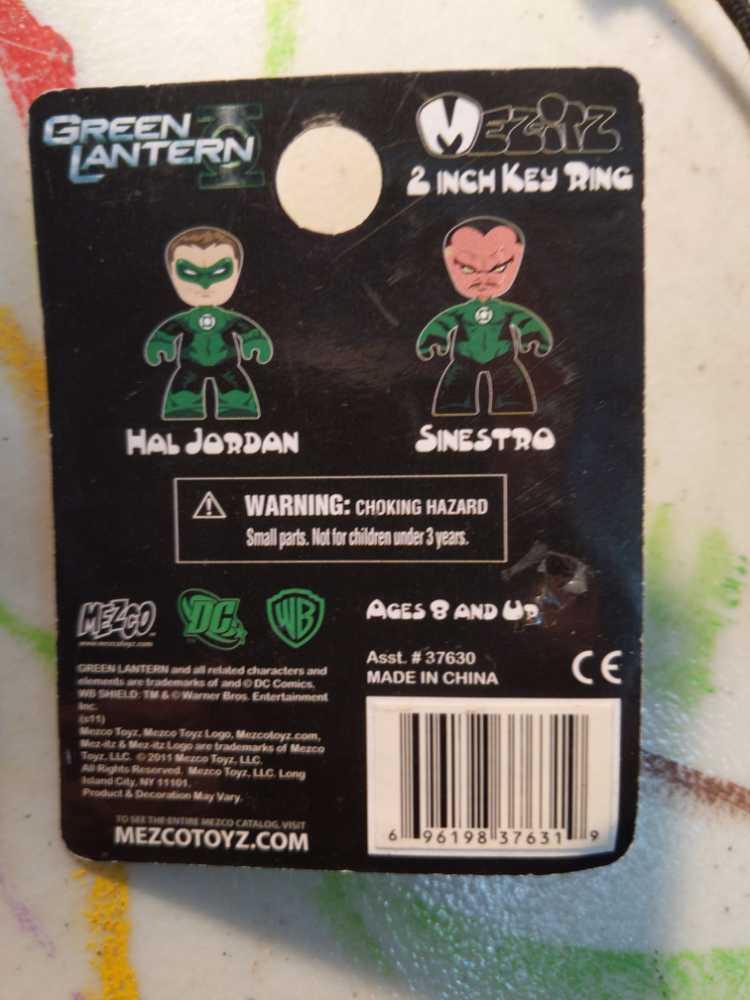 GREEN LANTERN
MEZ-ITZ
2 INCH KEY RING
HAL JORDAN
SINESTRO
WARNING: CHOKING HAZARD
Small parts. Not for children under 3 years.
MEZCO
www.mezcotoyz.com
DC
WB
AGES 8 AND UP
Asst. # 37630
MADE IN CHINA
CE
GREEN LANTERN and all related characters and
elements are trademarks of and © DC Comics.
WB SHIELD: TM & © Warner Bros. Entertainment
Inc.
(s11)
Mezco Toyz, Mezco Toyz Logo, Mezcotoyz.com,
Mez-itz & Mez-itz Logo are trademarks of Mezco
Toyz, LLC. © 2011 Mezco Toyz, LLC.
All Rights Reserved. Mezco Toyz, LLC. Long
Island City, NY 11101.
Product & Decoration May Vary.
TO SEE THE ENTIRE MEZCO CATALOG, VISIT
MEZCOTOYZ.COM
6 96198 37631 9